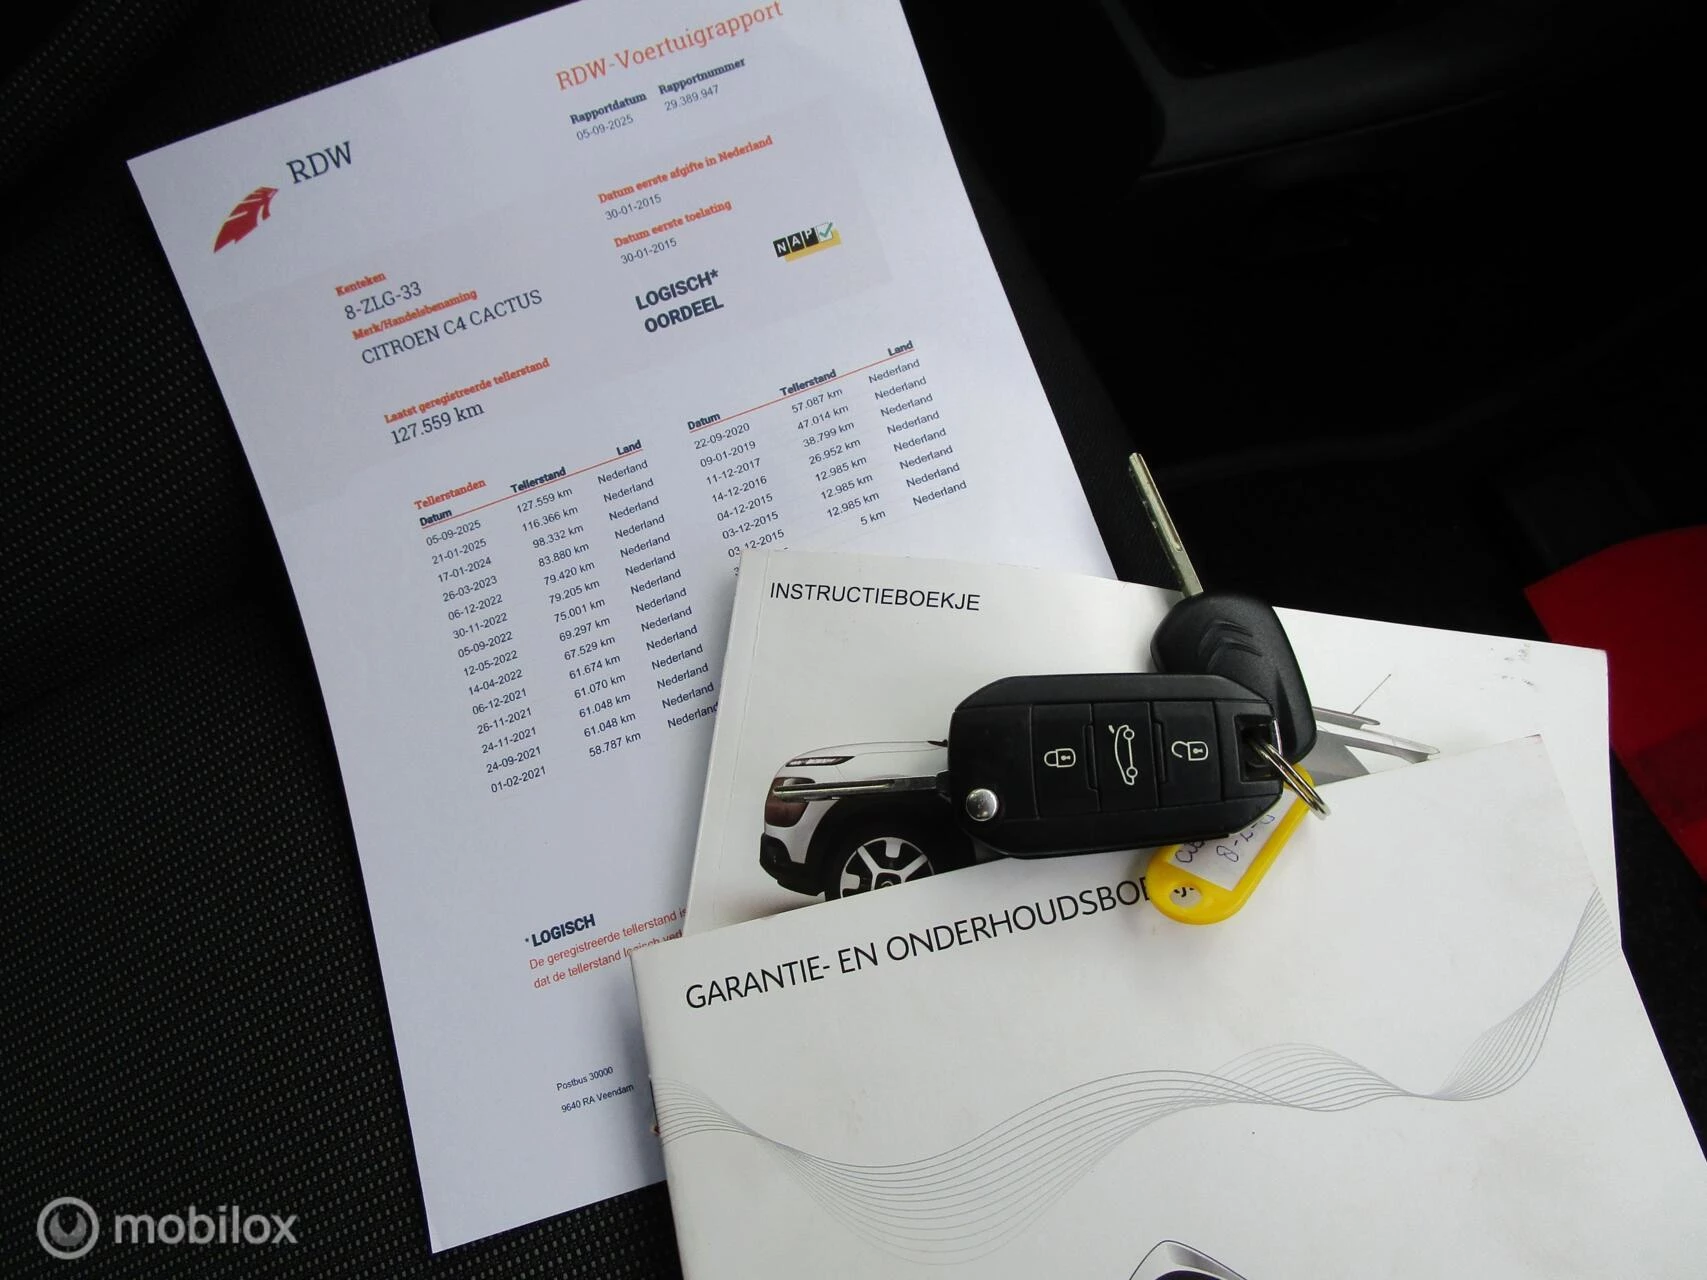 RDW-Voertuigrapport
Rapportdatum Rapportnummer
05-09-2025 29.389.947
RDW
Datum eerste afgifte in Nederland
30-01-2015
Datum eerste toelating
30-01-2015
NAP
Kenteken
8-ZLG-33
Merk/Handelsbenaming
CITROEN C4 CACTUS
LOGISCH*
OORDEEL
Laatst geregistreerde tellerstand
127.559 km
Tellerstanden
Datum Tellerstand Land
05-09-2025 127.559 km Nederland
21-01-2025 116.366 km Nederland
17-01-2024 98.332 km Nederland
26-03-2023 83.880 km Nederland
06-12-2022 79.420 km Nederland
30-11-2022 79.205 km Nederland
05-09-2022 75.001 km Nederland
12-05-2022 69.297 km Nederland
14-04-2022 67.529 km Nederland
06-12-2021 61.674 km Nederland
26-11-2021 61.070 km Nederland
24-11-2021 61.048 km Nederland
24-09-2021 61.048 km Nederland
01-02-2021 58.787 km Nederland
Datum Tellerstand Land
22-09-2020 57.087 km Nederland
09-01-2019 47.014 km Nederland
11-12-2017 38.799 km Nederland
14-12-2016 26.952 km Nederland
04-12-2015 12.985 km Nederland
03-12-2015 12.985 km Nederland
03-12-2015 12.985 km Nederland
5 km Nederland
* LOGISCH
De geregistreerde tellerstand is
dat de tellerstand logisch
Postbus 30000
9640 RA Veendam
INSTRUCTIEBOEKJE
GARANTIE- EN ONDERHOUDSBOE
mobilox